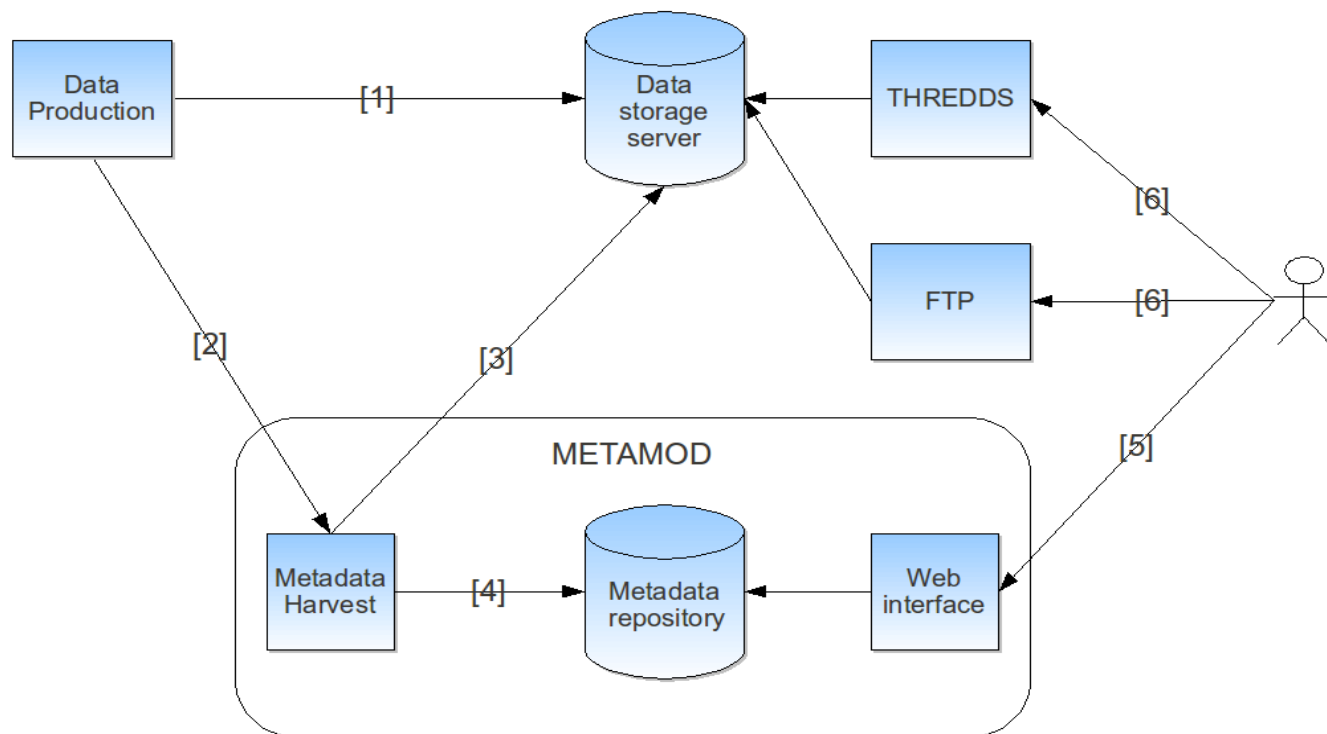 Data
Production
[1]
Data
storage
server
THREDDS
[6]
FTP
[6]
[2]
[3]
[5]
METAMOD
Metadata
Harvest
[4]
Metadata
repository
Web
interface